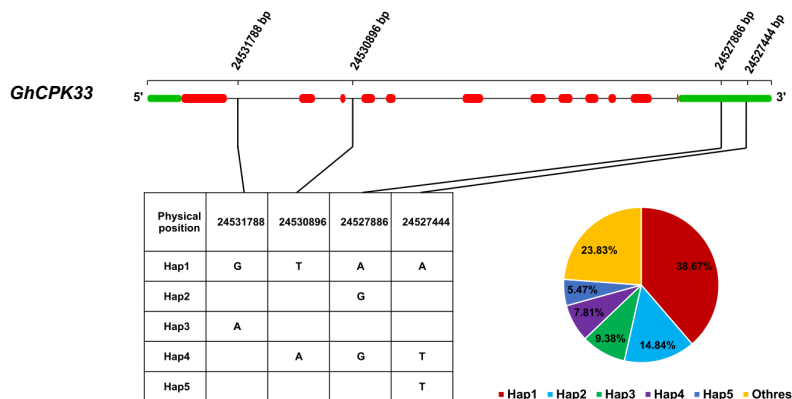 24531788 bp
24530896 bp
24527886 bp
24527444 bp
GhCPK33
5'
3'
Physical position 24531788 24530896 24527886 24527444
Hap1 G T A A
Hap2 G
Hap3 A
Hap4 A G T
Hap5 T
38.67%
14.84%
9.38%
7.81%
5.47%
23.83%
Hap1 Hap2 Hap3 Hap4 Hap5 Othres